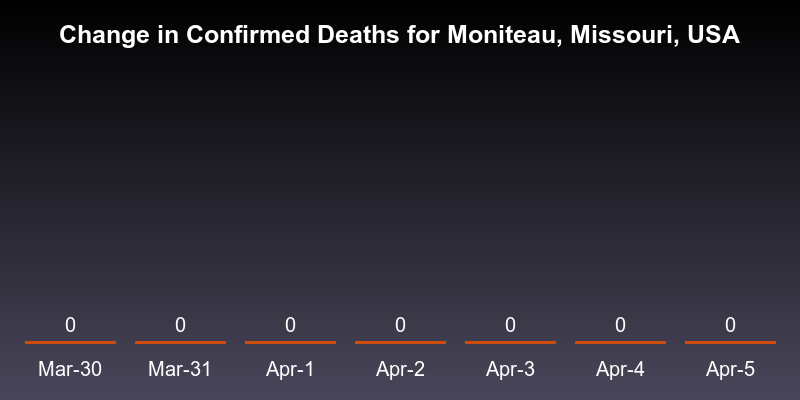 Change in Confirmed Deaths for Moniteau, Missouri, USA
0 0 0 0 0 0 0
Mar-30 Mar-31 Apr-1 Apr-2 Apr-3 Apr-4 Apr-5